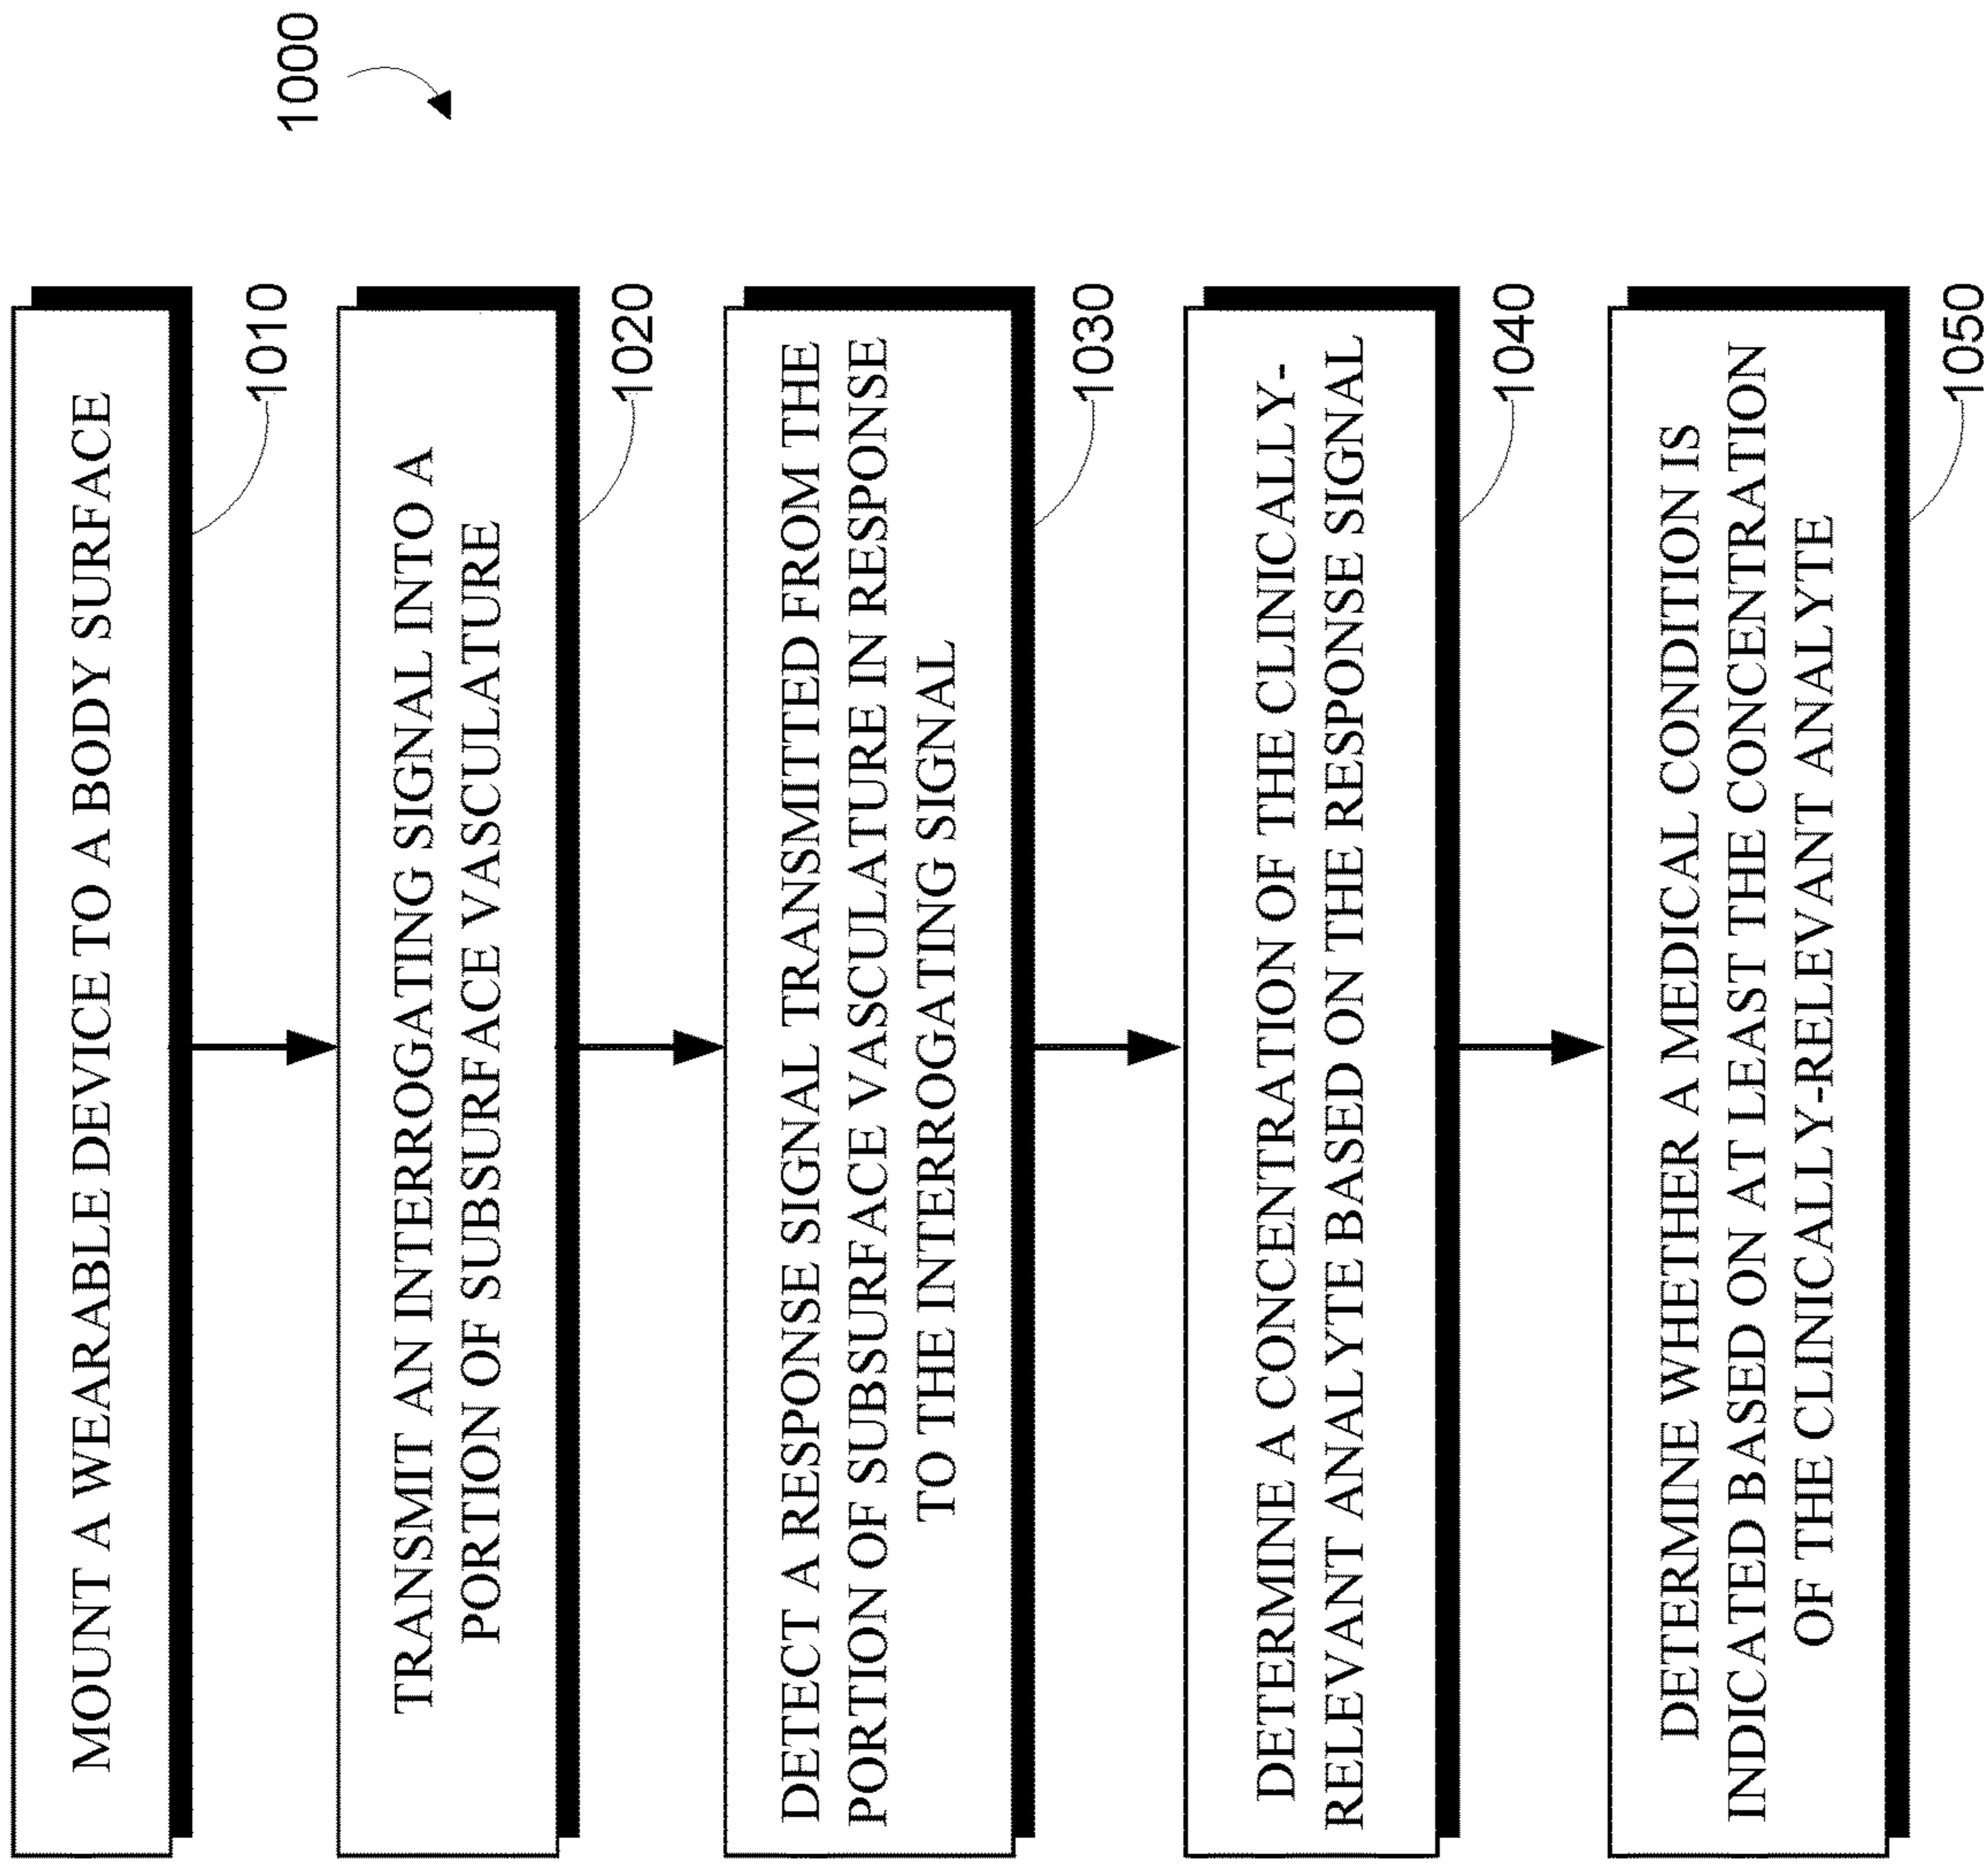 1000
MOUNT A WEARABLE DEVICE TO A BODY SURFACE
1010
TRANSMIT AN INTERROGATING SIGNAL INTO A
PORTION OF SUBSURFACE VASCULATURE
1020
DETECT A RESPONSE SIGNAL TRANSMITTED FROM THE
PORTION OF SUBSURFACE VASCULATURE IN RESPONSE
TO THE INTERROGATING SIGNAL
1030
DETERMINE A CONCENTRATION OF THE CLINICALLY-
RELEVANT ANALYTE BASED ON THE RESPONSE SIGNAL
1040
DETERMINE WHETHER A MEDICAL CONDITION IS
INDICATED BASED ON AT LEAST THE CONCENTRATION
OF THE CLINICALLY-RELEVANT ANALYTE
1050